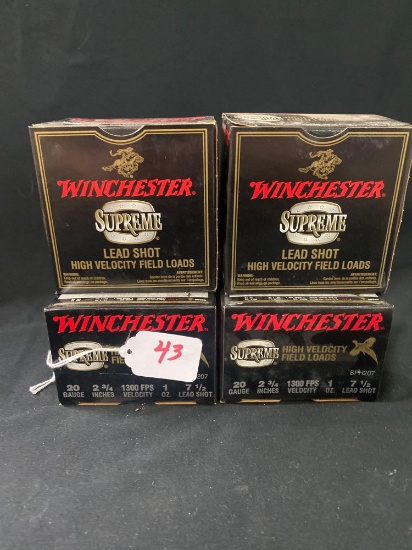 WINCHESTER
SUPREME
LEAD SHOT
HIGH VELOCITY FIELD LOADS
WINCHESTER
SUPREME
LEAD SHOT
HIGH VELOCITY FIELD LOADS
WINCHESTER
SUPREME
FIE
43
20 2 3/4 1300 FPS 1 7 1/2
GAUGE INCHES VELOCITY OZ. LEAD SHOT
WINCHESTER
SUPREME
HIGH VELOCITY
FIELD LOADS
20 2 3/4 1300 FPS 1 7 1/2
GAUGE INCHES VELOCITY OZ. LEAD SHOT